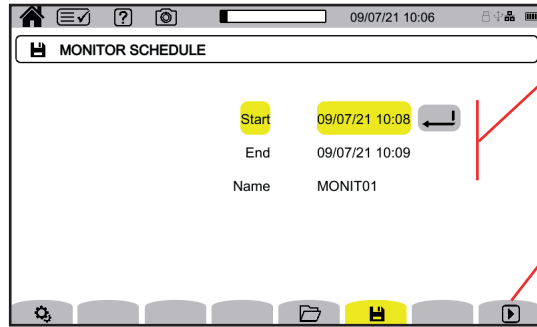 09/07/21 10:06
MONITOR SCHEDULE
Start 09/07/21 10:08
End 09/07/21 10:09
Name MONIT01